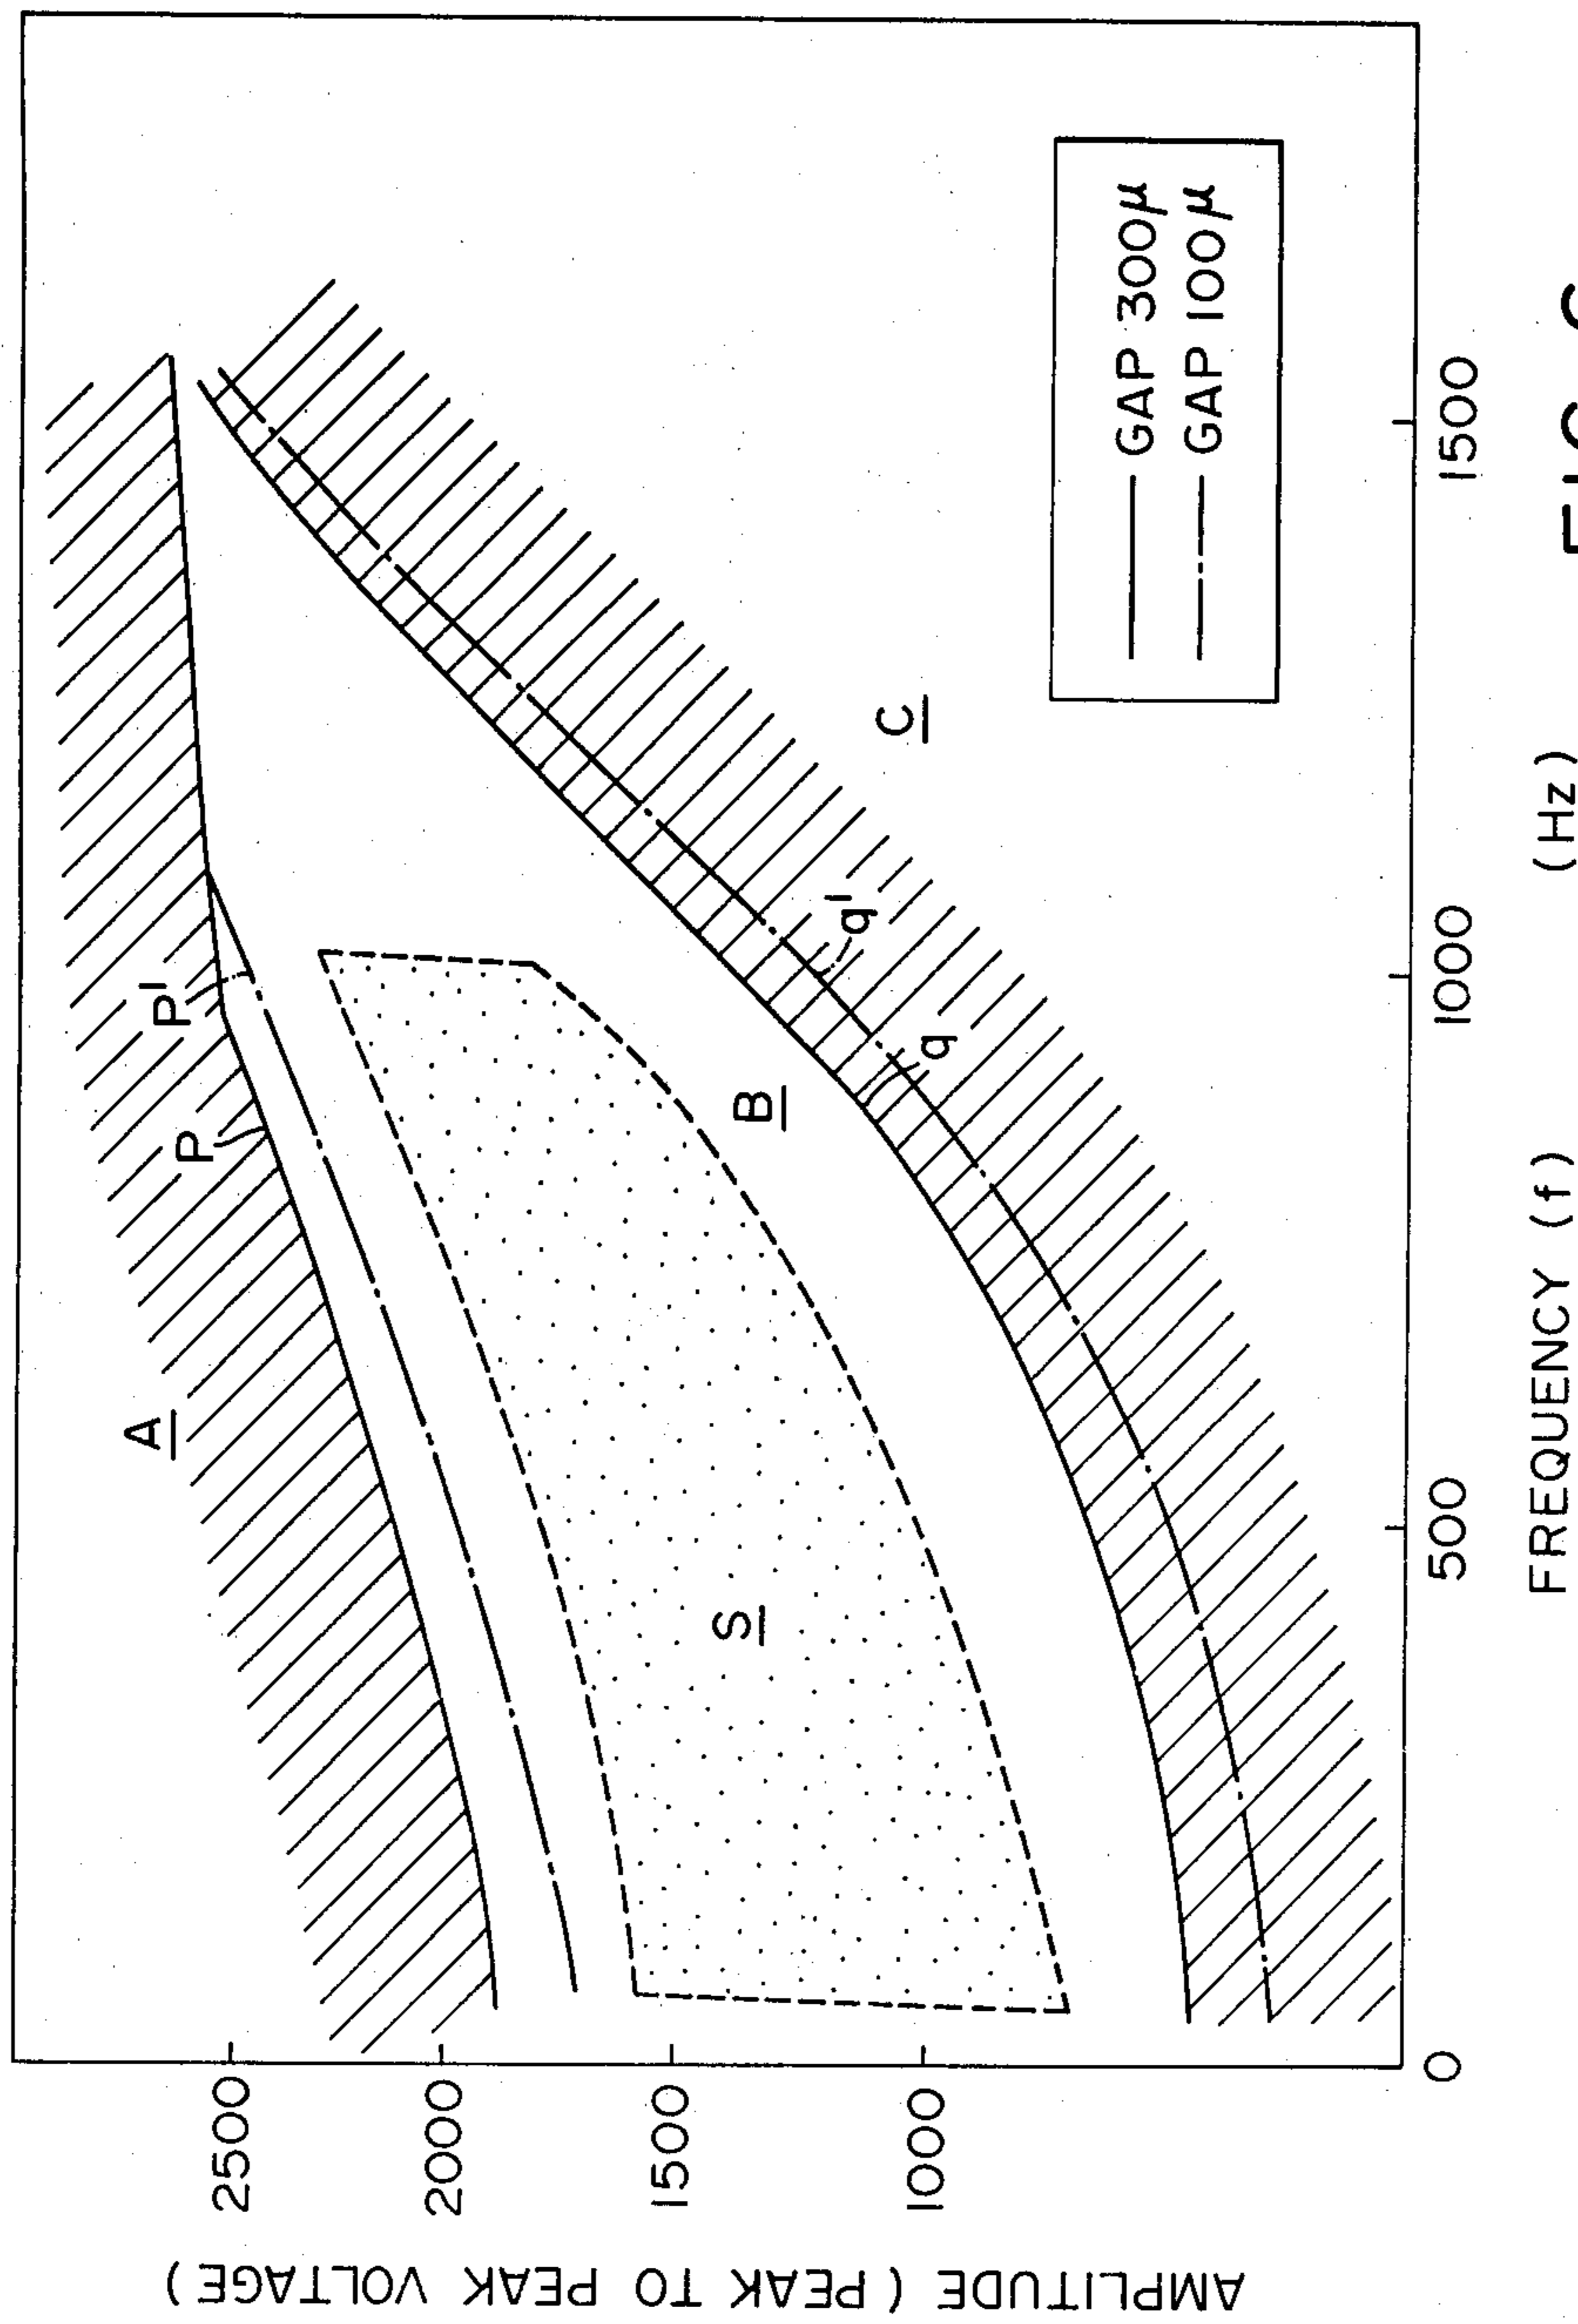 AMPLITUDE (PEAK TO PEAK VOLTAGE)
2500
2000
1500
1000
A
P
P'
B
S
q
q'
C
GAP 300μ
GAP 100μ
0
500
1000
1500
FREQUENCY (f) (Hz)